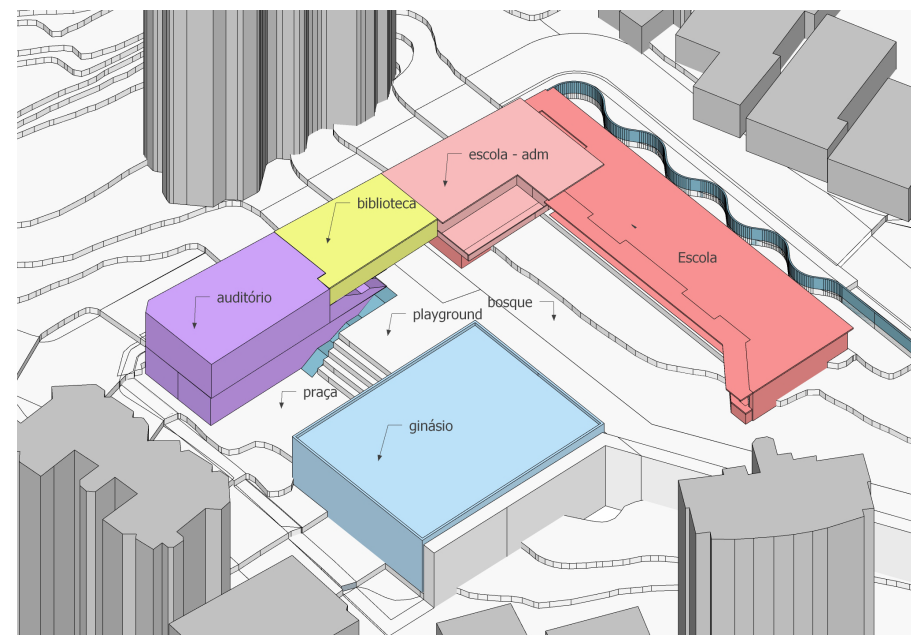 escola - adm
biblioteca
Escola
auditório
bosque
playground
praça
ginásio